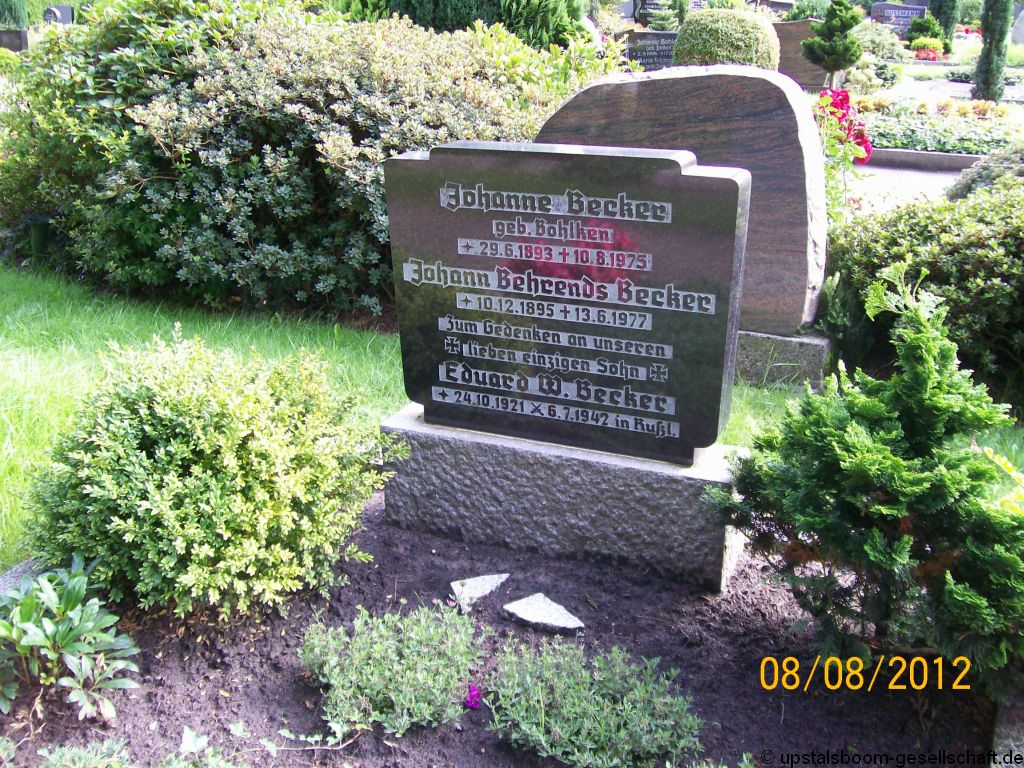 Johanne Becker
geb. Bohlken
29.6.1893 10.8.1975
Johann Behrends Becker
10.12.1895 13.6.1977
Zum Gedenken an unseren
lieben einzigen Sohn
Eduard W. Becker
24.10.1921 6.7.1942 in Rußl.
08/08/2012
© upstalsboom-gesellschaft.de